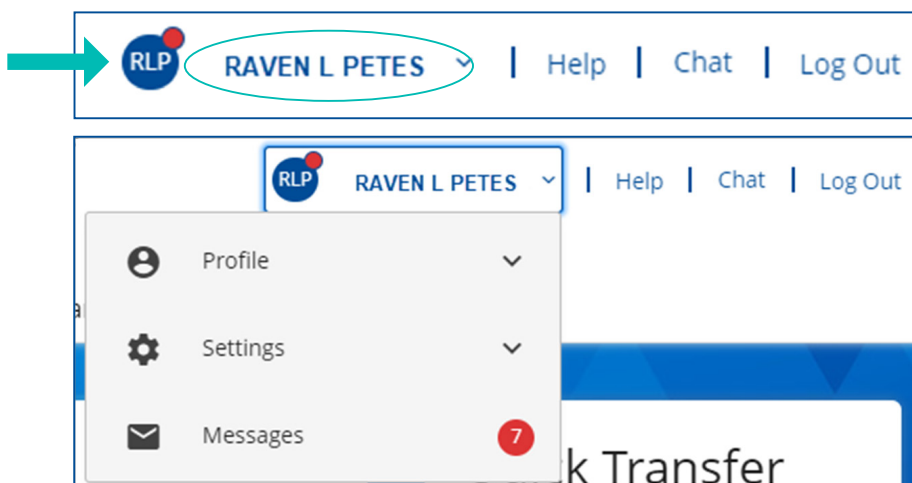 RLP RAVEN L PETES | Help | Chat | Log Out
RLP RAVEN L PETES | Help | Chat | Log Out
Profile
Settings
Messages 7
k Transfer